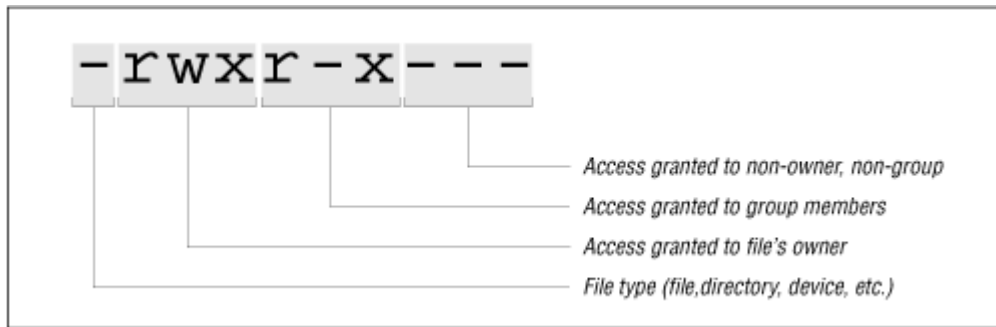 -rwxr-x---
Access granted to non-owner, non-group
Access granted to group members
Access granted to file's owner
File type (file,directory, device, etc.)